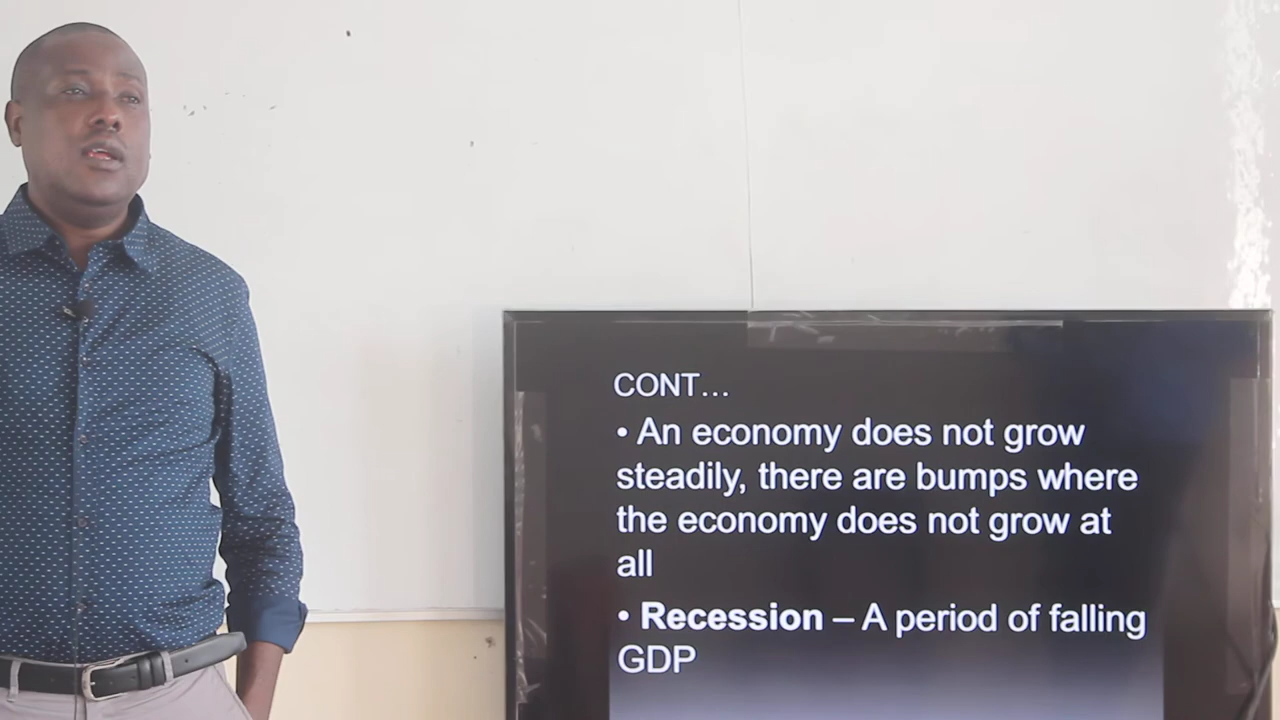 CONT…
• An economy does not grow
steadily, there are bumps where
the economy does not grow at
all
• Recession – A period of falling
GDP